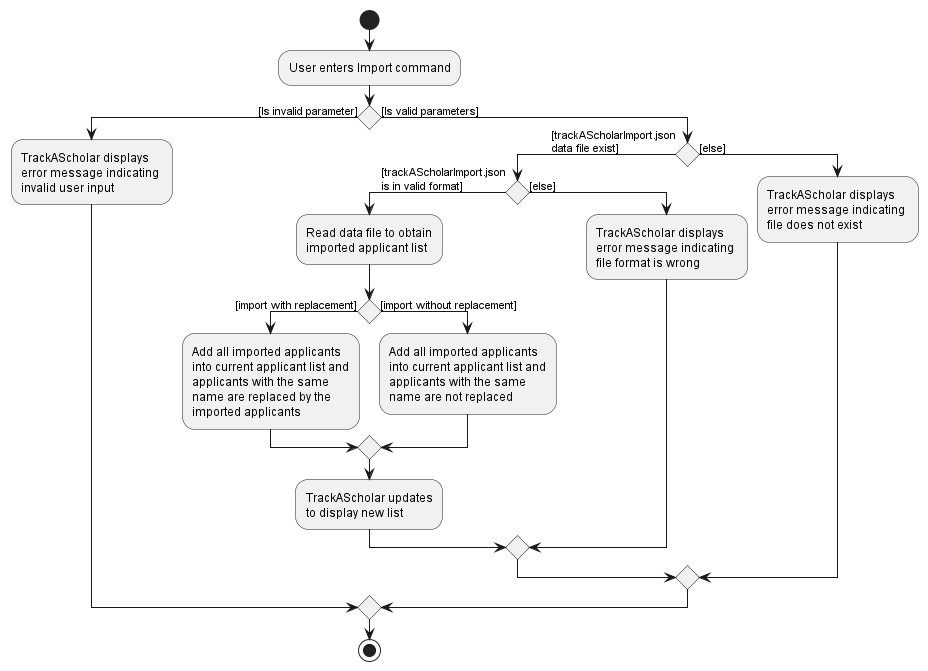 User enters Import command
[Is invalid parameter]
[Is valid parameters]
TrackAScholar displays
error message indicating
invalid user input
[trackAScholarImport.json
data file exist]
[else]
[trackAScholarImport.json
is in valid format]
[else]
TrackAScholar displays
error message indicating
file does not exist
Read data file to obtain
imported applicant list
TrackAScholar displays
error message indicating
file format is wrong
[import with replacement]
[import without replacement]
Add all imported applicants
into current applicant list and
applicants with the same
name are replaced by the
imported applicants
Add all imported applicants
into current applicant list and
applicants with the same
name are not replaced
TrackAScholar updates
to display new list